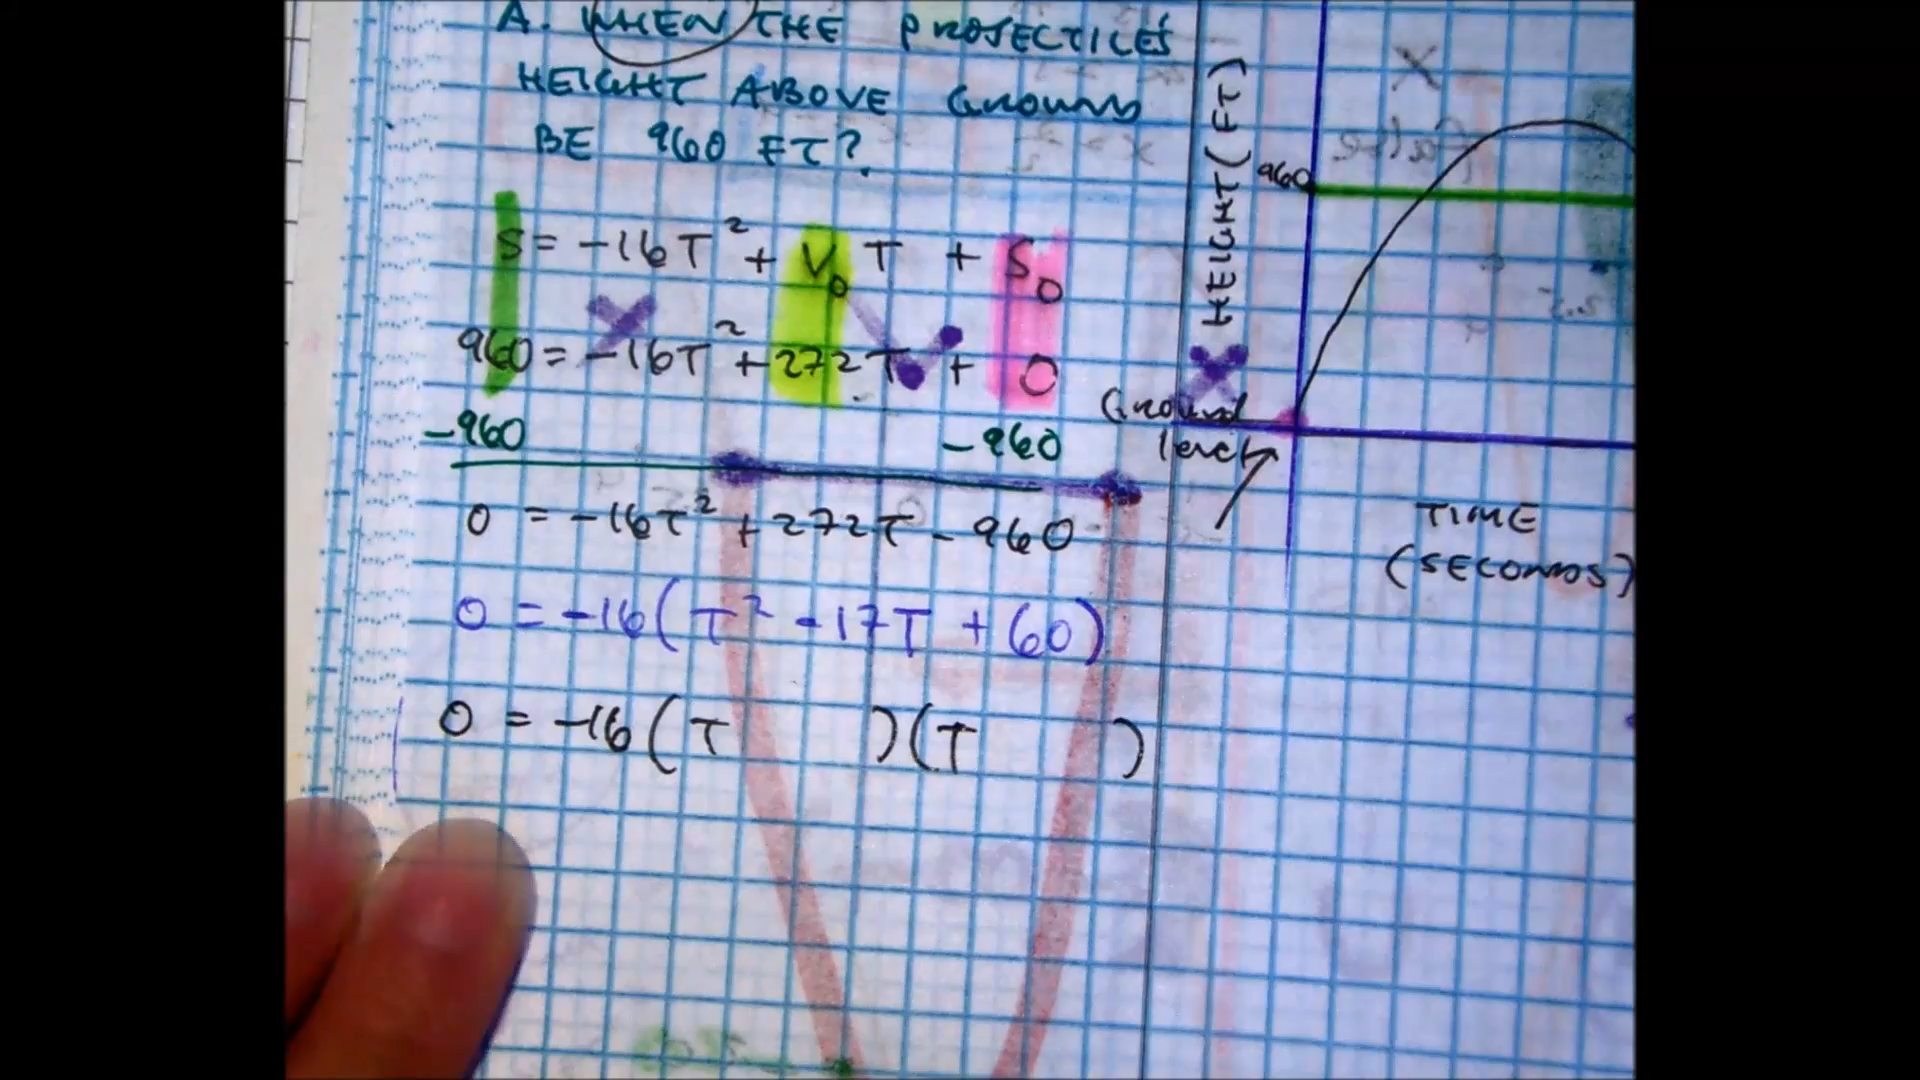 A. WHEN THE PROJECTILE'S
HEIGHT ABOVE GROUND
BE 960 FT?
S = -16T² + V₀T + S₀
960 = -16T² + 272T + 0
-960 -960
0 = -16T² + 272T - 960
0 = -16(T² - 17T + 60)
0 = -16(T )(T )
HEIGHT (FT)
960
Ground
level
TIME
(SECONDS)